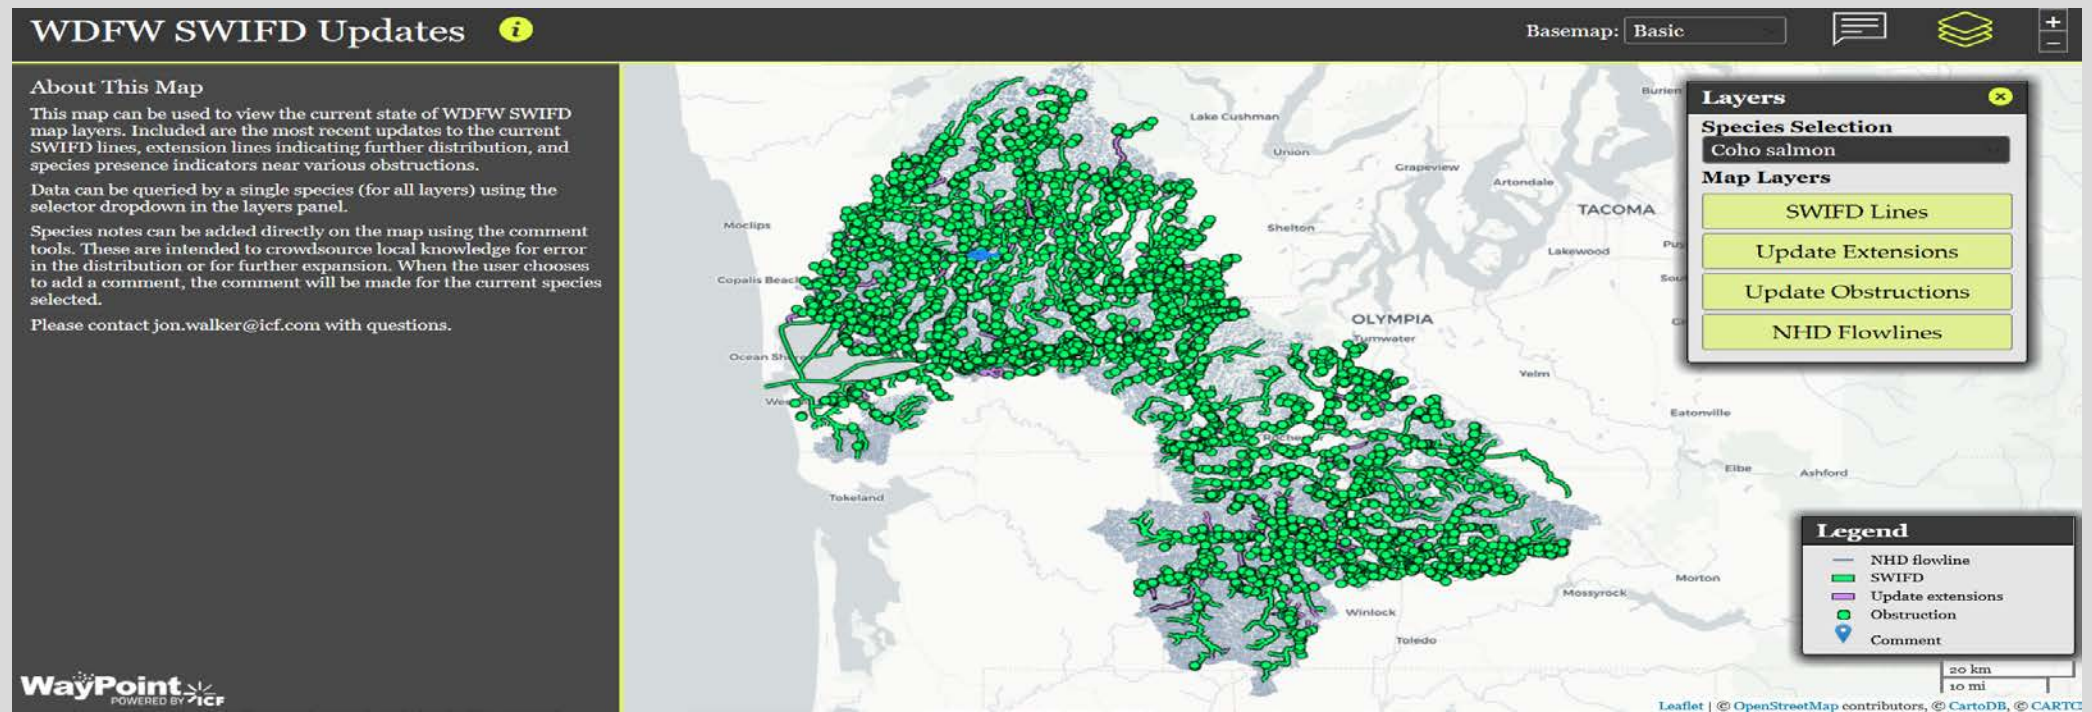 WDFW SWIFD Updates
i
Basemap: Basic
+
−
About This Map
This map can be used to view the current state of WDFW SWIFD
map layers. Included are the most recent updates to the current
SWIFD lines, extension lines indicating further distribution, and
species presence indicators near various obstructions.
Data can be queried by a single species (for all layers) using the
selector dropdown in the layers panel.
Species notes can be added directly on the map using the comment
tools. These are intended to crowdsource local knowledge for error
in the distribution or for further expansion. When the user chooses
to add a comment, the comment will be made for the current species
selected.
Please contact jon.walker@icf.com with questions.
WayPoint
POWERED BY ICF
Lake Cushman
Union
Grapeview
Artondale
Burien
TACOMA
Moclips
Shelton
Lakewood
Copalis Beach
OLYMPIA
Tumwater
Yelm
Eatonville
Elbe
Ashford
Tokeland
Morton
Mossyrock
Winlock
Toledo
Layers
×
Species Selection
Coho salmon
Map Layers
SWIFD Lines
Update Extensions
Update Obstructions
NHD Flowlines
Legend
NHD flowline
SWIFD
Update extensions
Obstruction
Comment
20 km
10 mi
Leaflet | © OpenStreetMap contributors, © CartoDB, © CARTO